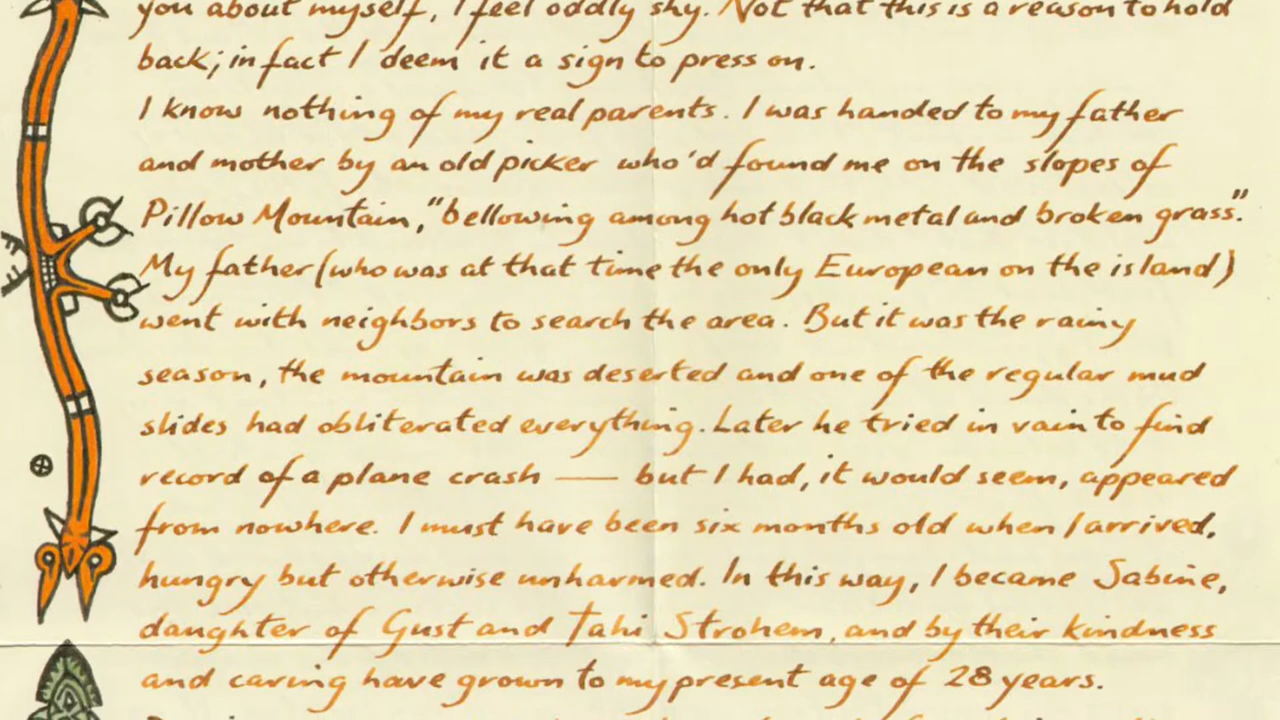 you about myself, I feel oddly shy. Not that this is a reason to hold
back; in fact I deem it a sign to press on.
I know nothing of my real parents. I was handed to my father
and mother by an old picker who'd found me on the slopes of
Pillow Mountain, "bellowing among hot black metal and broken grass."
My father (who was at that time the only European on the island)
went with neighbors to search the area. But it was the rainy
season, the mountain was deserted and one of the regular mud
slides had obliterated everything. Later he tried in vain to find
record of a plane crash — but I had, it would seem, appeared
from nowhere. I must have been six months old when I arrived,
hungry but otherwise unharmed. In this way, I became Sabine,
daughter of Gust and Tahi Strohem, and by their kindness
and caring have grown to my present age of 28 years.